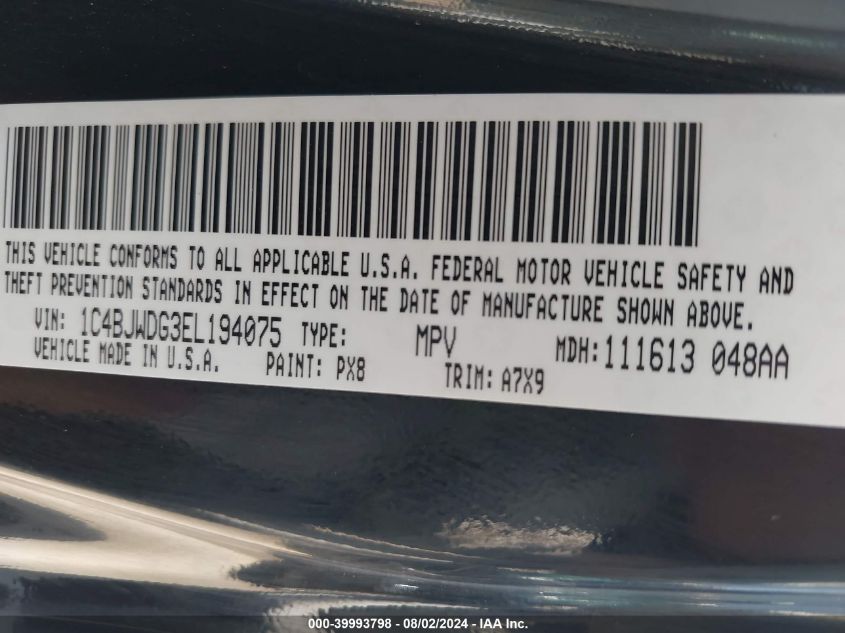 THIS VEHICLE CONFORMS TO ALL APPLICABLE U.S.A. FEDERAL MOTOR VEHICLE SAFETY AND
THEFT PREVENTION STANDARDS IN EFFECT ON THE DATE OF MANUFACTURE SHOWN ABOVE.
VIN: 1C4BJWDG3EL194075 TYPE: MPV MDH: 111613 048AA
VEHICLE MADE IN U.S.A. PAINT: PX8 TRIM: A7X9
000-39993798 - 08/02/2024 - IAA Inc.